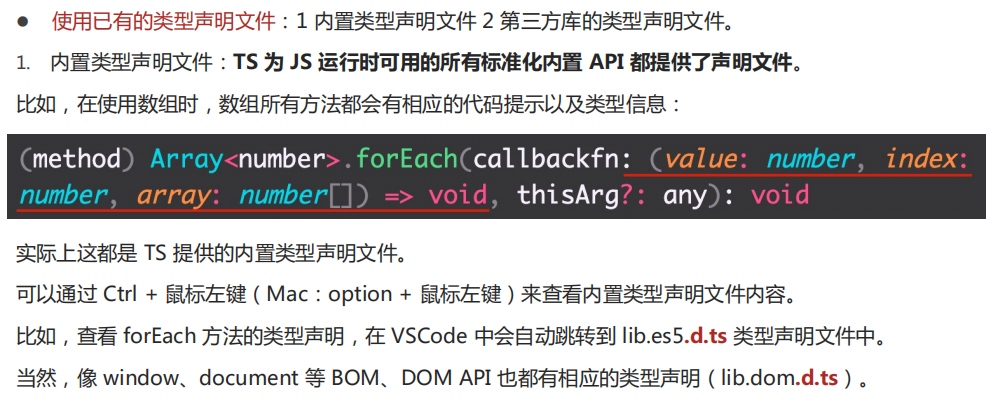 ● 使用已有的类型声明文件：1 内置类型声明文件 2 第三方库的类型声明文件。
1. 内置类型声明文件：TS 为 JS 运行时可用的所有标准化内置 API 都提供了声明文件。
比如，在使用数组时，数组所有方法都会有相应的代码提示以及类型信息：
(method) Array<number>.forEach(callbackfn: (value: number, index:
number, array: number[]) => void, thisArg?: any): void
实际上这都是 TS 提供的内置类型声明文件。
可以通过 Ctrl + 鼠标左键（Mac：option + 鼠标左键）来查看内置类型声明文件内容。
比如，查看 forEach 方法的类型声明，在 VSCode 中会自动跳转到 lib.es5.d.ts 类型声明文件中。
当然，像 window、document 等 BOM、DOM API 也都有相应的类型声明（lib.dom.d.ts）。